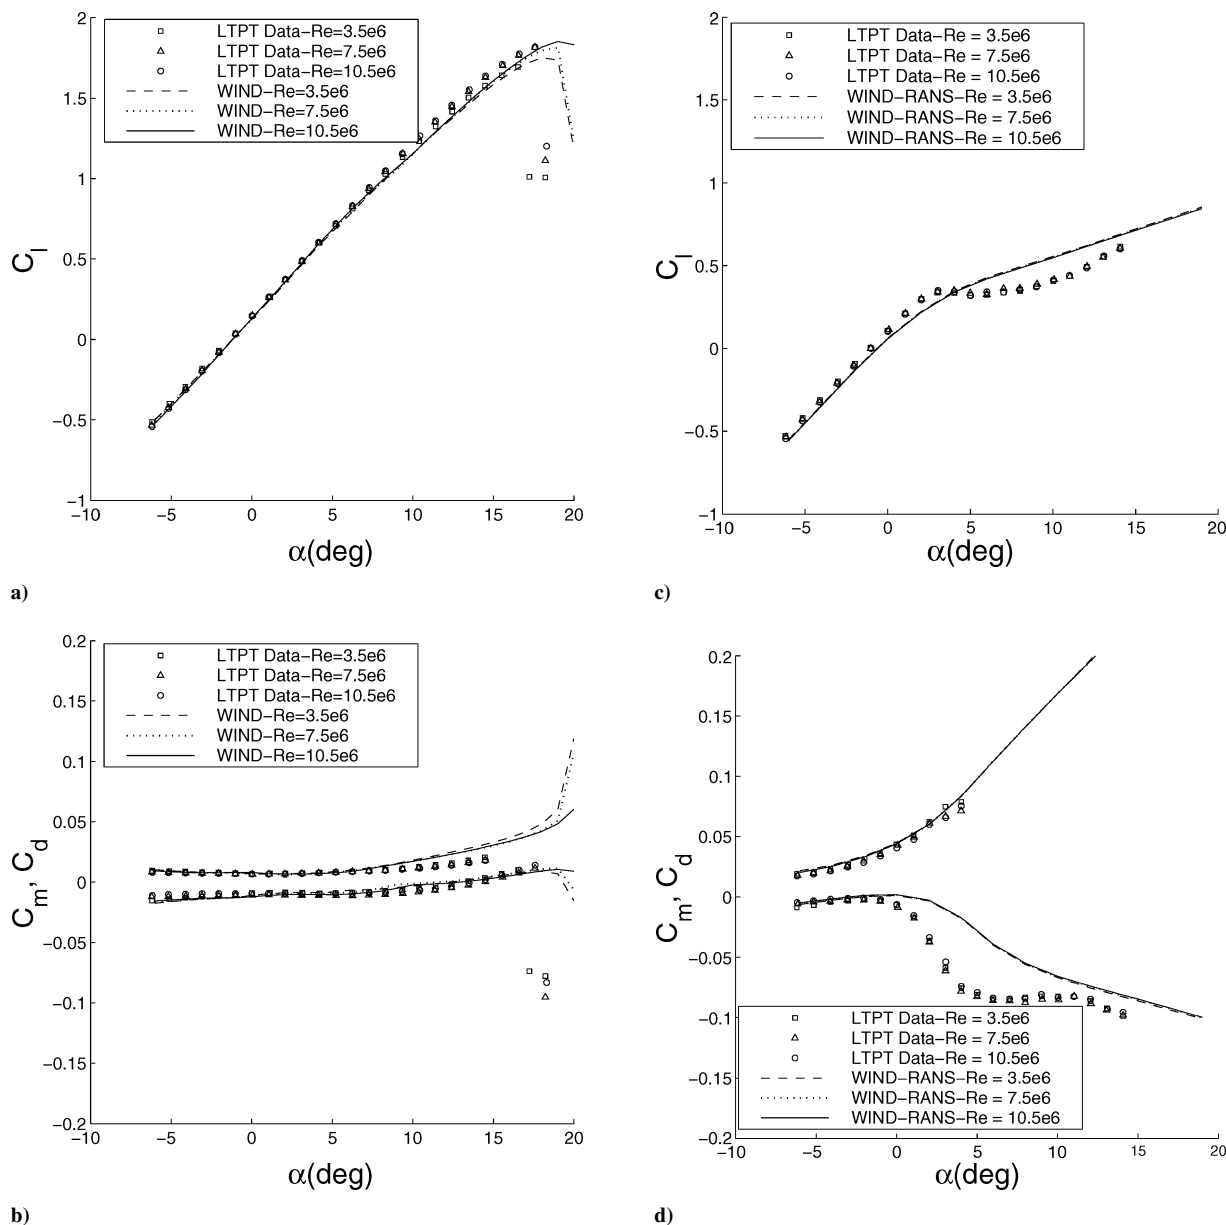 2
1.5
1
0.5
0
−0.5
−1
−10 −5 0 5 10 15 20
C_l
α(deg)
LTPT Data−Re=3.5e6
LTPT Data−Re=7.5e6
LTPT Data−Re=10.5e6
WIND−Re=3.5e6
WIND−Re=7.5e6
WIND−Re=10.5e6
a)
2
1.5
1
0.5
0
−0.5
−1
−10 −5 0 5 10 15 20
C_l
α(deg)
LTPT Data−Re = 3.5e6
LTPT Data−Re = 7.5e6
LTPT Data−Re = 10.5e6
WIND−RANS−Re = 3.5e6
WIND−RANS−Re = 7.5e6
WIND−RANS−Re = 10.5e6
c)
0.2
0.15
0.1
0.05
0
−0.05
−0.1
−0.15
−0.2
−10 −5 0 5 10 15 20
C_m, C_d
α(deg)
LTPT Data−Re=3.5e6
LTPT Data−Re=7.5e6
LTPT Data−Re=10.5e6
WIND−Re=3.5e6
WIND−Re=7.5e6
WIND−Re=10.5e6
b)
0.2
0.15
0.1
0.05
0
−0.05
−0.1
−0.15
−0.2
−10 −5 0 5 10 15 20
C_m, C_d
α(deg)
LTPT Data−Re = 3.5e6
LTPT Data−Re = 7.5e6
LTPT Data−Re = 10.5e6
WIND−RANS−Re = 3.5e6
WIND−RANS−Re = 7.5e6
WIND−RANS−Re = 10.5e6
d)